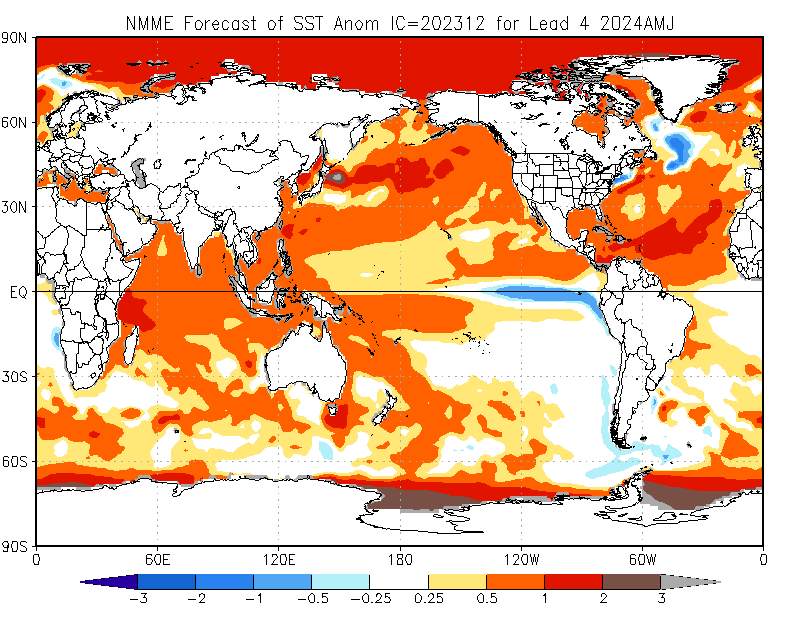 NMME Forecast of SST Anom IC=202312 for Lead 4 2024AMJ
90N
60N
30N
EQ
30S
60S
90S
0 60E 120E 180 120W 60W 0
-3 -2 -1 -0.5 -0.25 0.25 0.5 1 2 3